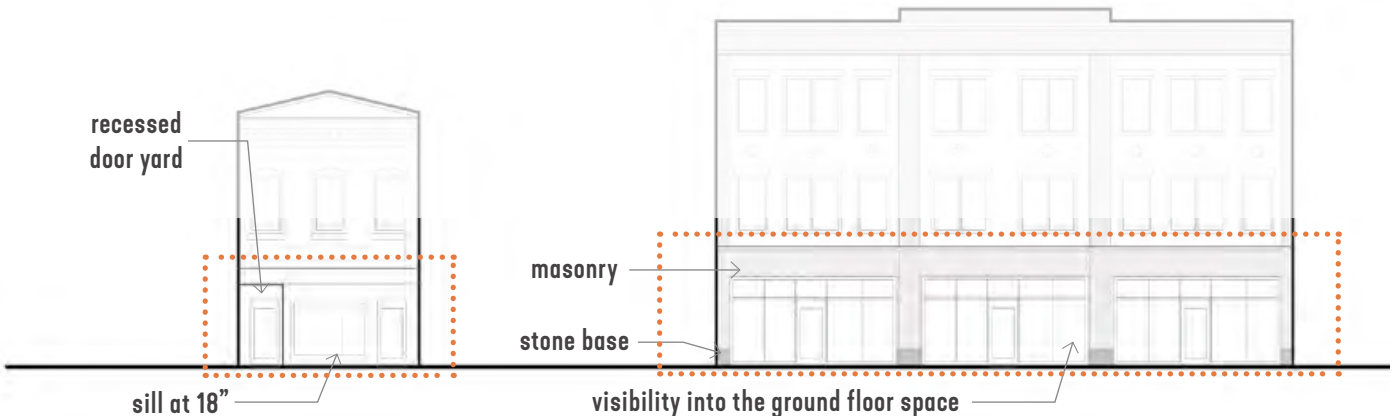 recessed
door yard
masonry
stone base
sill at 18”
visibility into the ground floor space